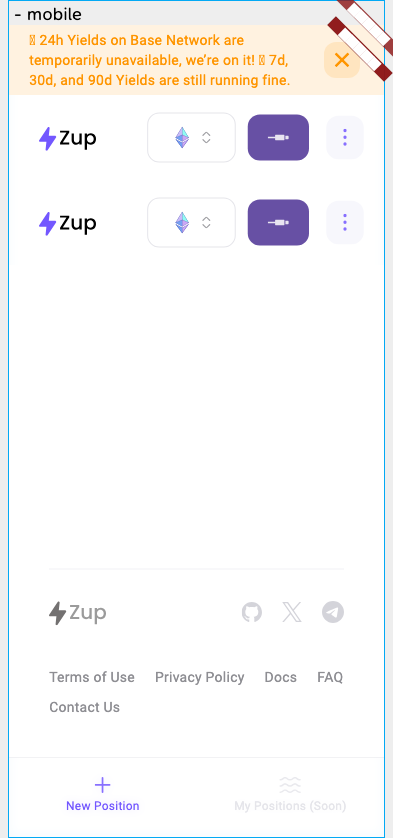 - mobile
24h Yields on Base Network are
temporarily unavailable, we're on it! 7d,
30d, and 90d Yields are still running fine.
Zup
Zup
Zup
Terms of Use Privacy Policy Docs FAQ
Contact Us
New Position My Positions (Soon)